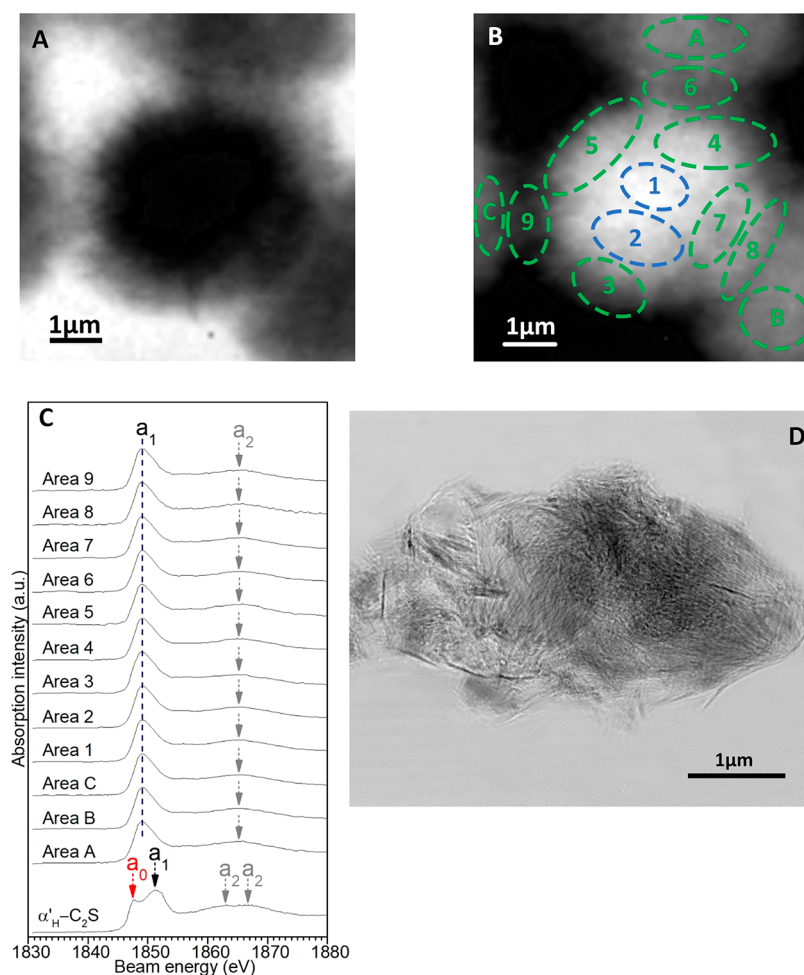 A
1μm
B
A
6
5
4
1
C
9
2
7
8
3
B
1μm
C
a1
a2
Area 9
Area 8
Area 7
Area 6
Area 5
Area 4
Area 3
Area 2
Area 1
Area C
Area B
Area A
a0
a1
a2
a2
α'H–C2S
Absorption intensity (a.u.)
1830 1840 1850 1860 1870 1880
Beam energy (eV)
D
1μm